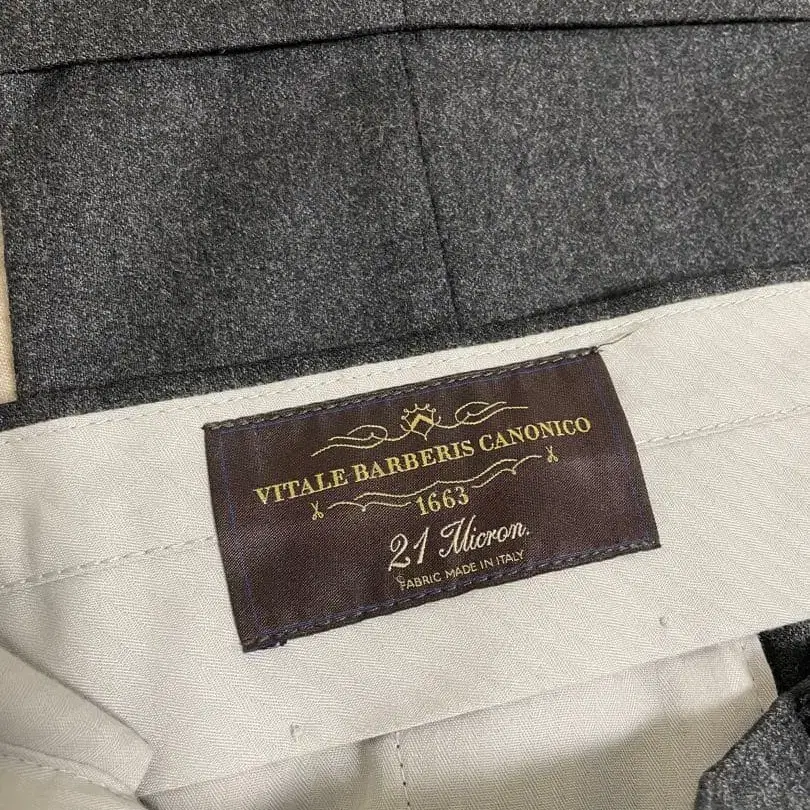 VITALE BARBERIS CANONICO
1663
21 Micron.
FABRIC MADE IN ITALY